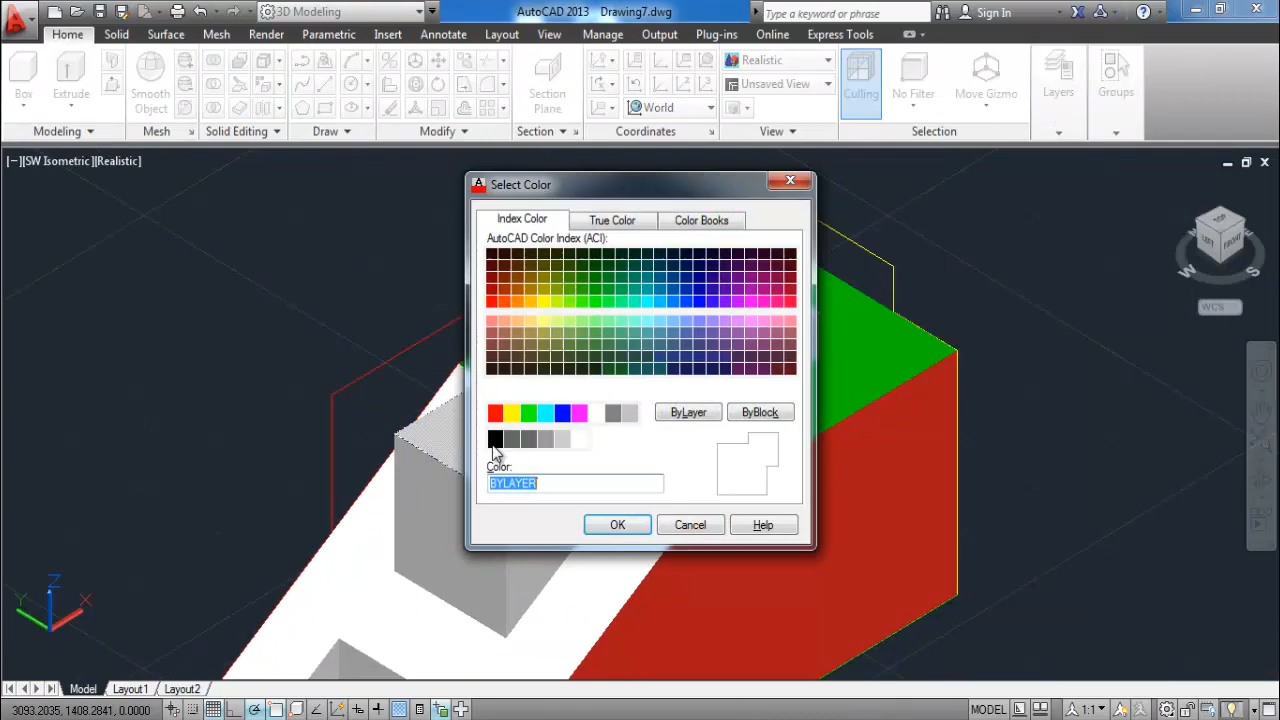 3D Modeling
AutoCAD 2013 Drawing7.dwg
Type a keyword or phrase
Sign In
Home Solid Surface Mesh Render Parametric Insert Annotate Layout View Manage Output Plug-ins Online Express Tools
Box Extrude Smooth Object
Section Plane
World
Realistic
Unsaved View
Culling No Filter Move Gizmo Layers Groups
Modeling Mesh Solid Editing Draw Modify Section Coordinates View Selection
[−][SW Isometric][Realistic]
Select Color
Index Color True Color Color Books
AutoCAD Color Index (ACI):
ByLayer ByBlock
Color:
BYLAYER
OK Cancel Help
TOP
LEFT FRONT
W S
WCS
Z
Y X
Model Layout1 Layout2
3093.2035, 1408.2841, 0.0000
MODEL
1:1